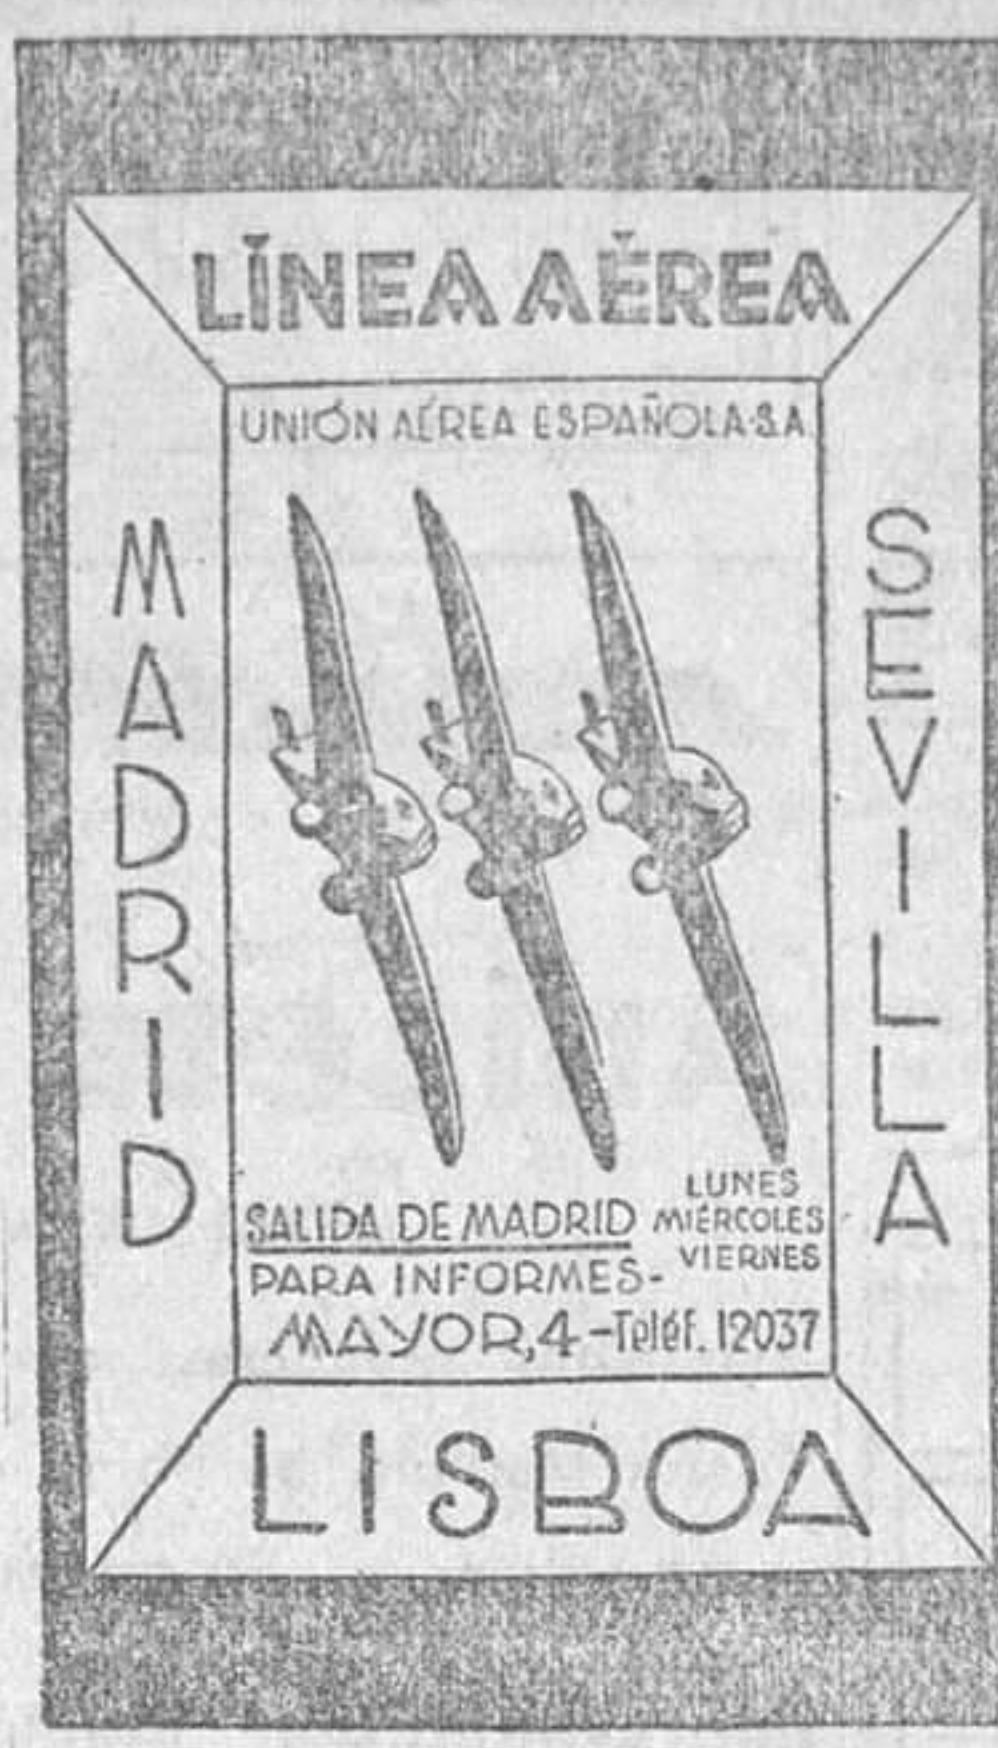 LÍNEA AÉREA
UNIÓN AÉREA ESPAÑOLA·S.A.
MADRID
SEVILLA
SALIDA DE MADRID
LUNES
MIÉRCOLES
VIERNES
PARA INFORMES-
MAYOR, 4 - Teléf. 12037
LISBOA